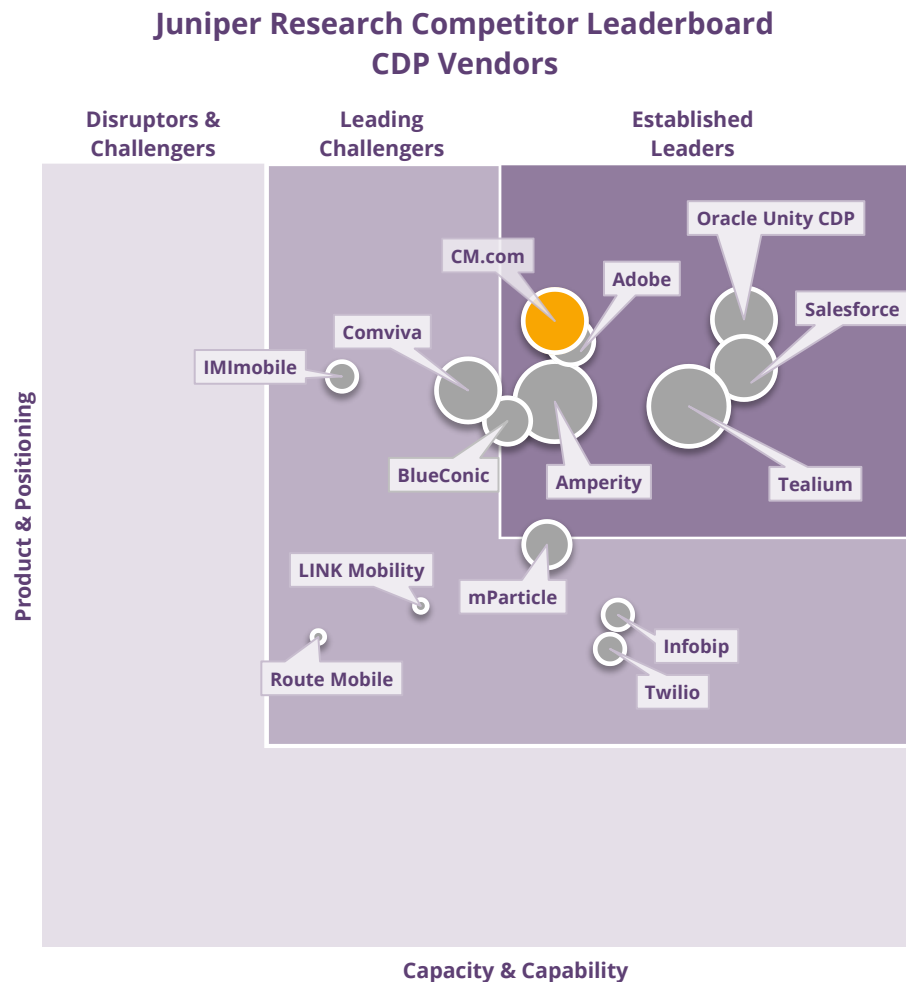 Juniper Research Competitor Leaderboard
CDP Vendors
Disruptors &
Challengers
Leading
Challengers
Established
Leaders
Oracle Unity CDP
CM.com
Adobe
Salesforce
Comviva
IMImobile
BlueConic
Amperity
Tealium
Product & Positioning
LINK Mobility
mParticle
Infobip
Route Mobile
Twilio
Capacity & Capability